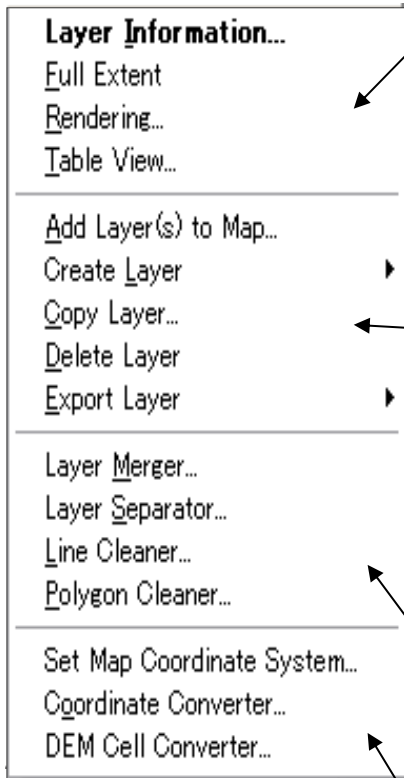 Layer Information...
Full Extent
Rendering...
Table View...
Add Layer(s) to Map...
Create Layer
Copy Layer...
Delete Layer
Export Layer
Layer Merger...
Layer Separator...
Line Cleaner...
Polygon Cleaner...
Set Map Coordinate System...
Coordinate Converter...
DEM Cell Converter...